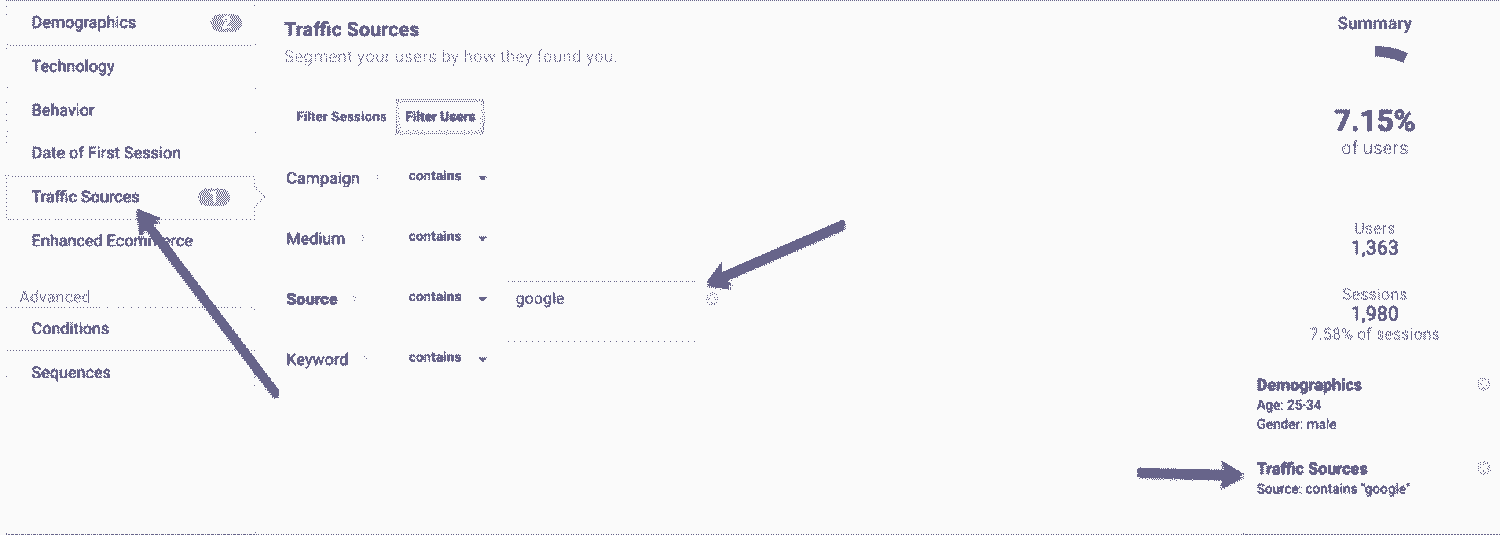 Demographics 2
Technology
Behavior
Date of First Session
Traffic Sources 1
Enhanced Ecommerce
Advanced
Conditions
Sequences
Traffic Sources
Segment your users by how they found you.
Filter Sessions Filter Users
Campaign contains
Medium contains
Source contains google
Keyword contains
Summary
7.15%
of users
Users
1,363
Sessions
1,980
7.58% of sessions
Demographics
Age: 25-34
Gender: male
Traffic Sources
Source: contains "google"